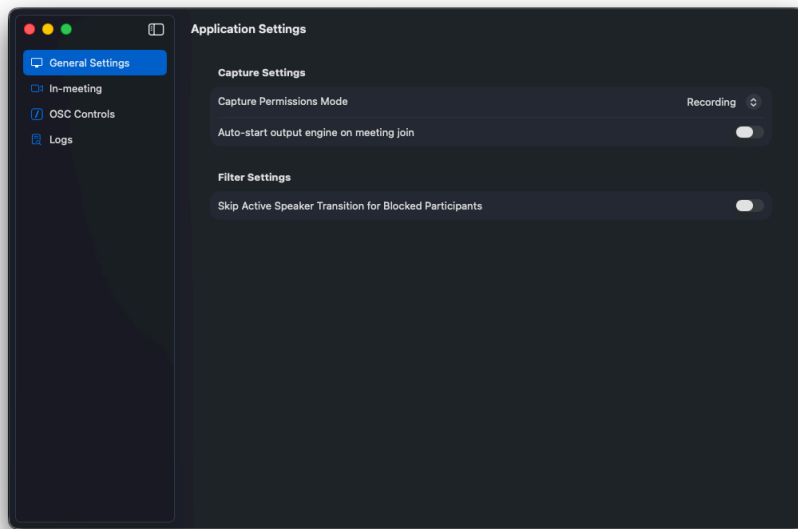 Application Settings
General Settings
In-meeting
OSC Controls
Logs
Capture Settings
Capture Permissions Mode Recording
Auto-start output engine on meeting join
Filter Settings
Skip Active Speaker Transition for Blocked Participants